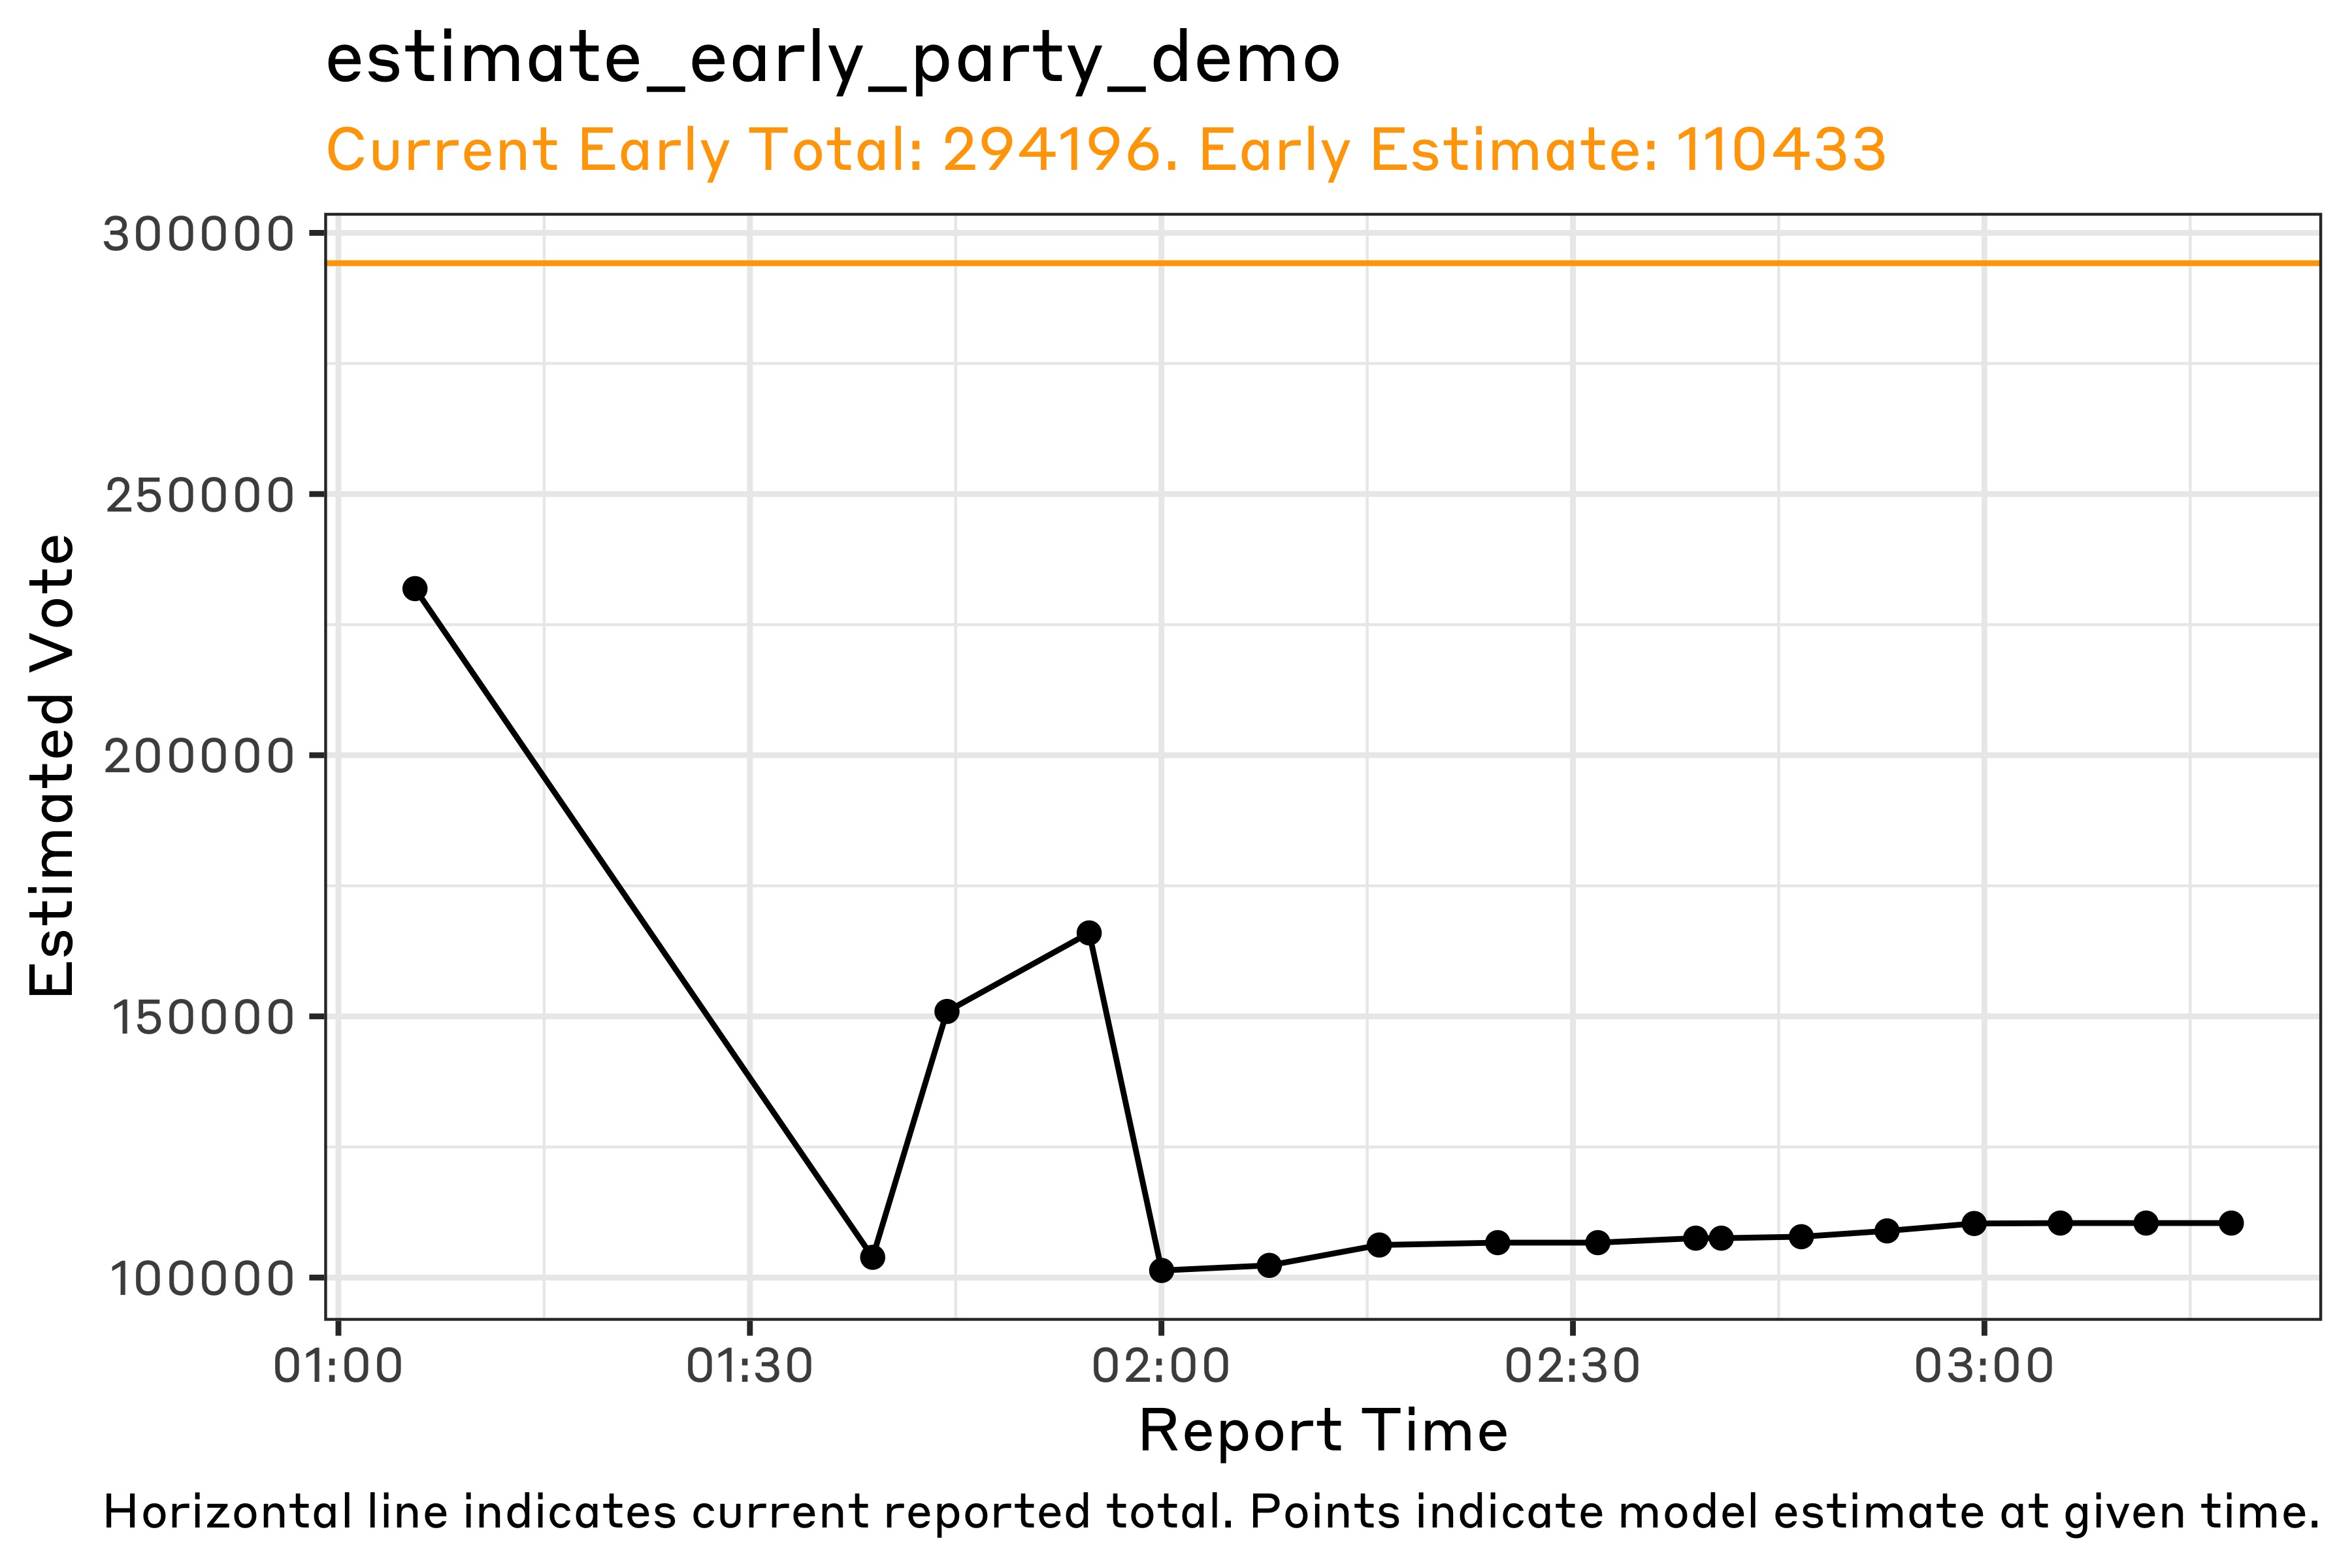 estimate_early_party_demo
Current Early Total: 294196. Early Estimate: 110433
300000
250000
200000
150000
100000
Estimated Vote
01:00 01:30 02:00 02:30 03:00
Report Time
Horizontal line indicates current reported total. Points indicate model estimate at given time.